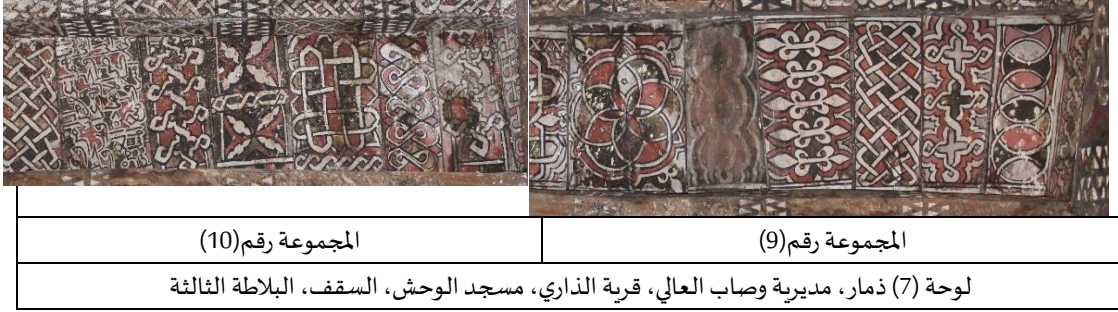 المجموعة رقم(9)
المجموعة رقم(10)
لوحة (7) ذمار، مديرية وصاب العالي، قرية الذاري، مسجد الوحش، السقف، البلاطة الثالثة